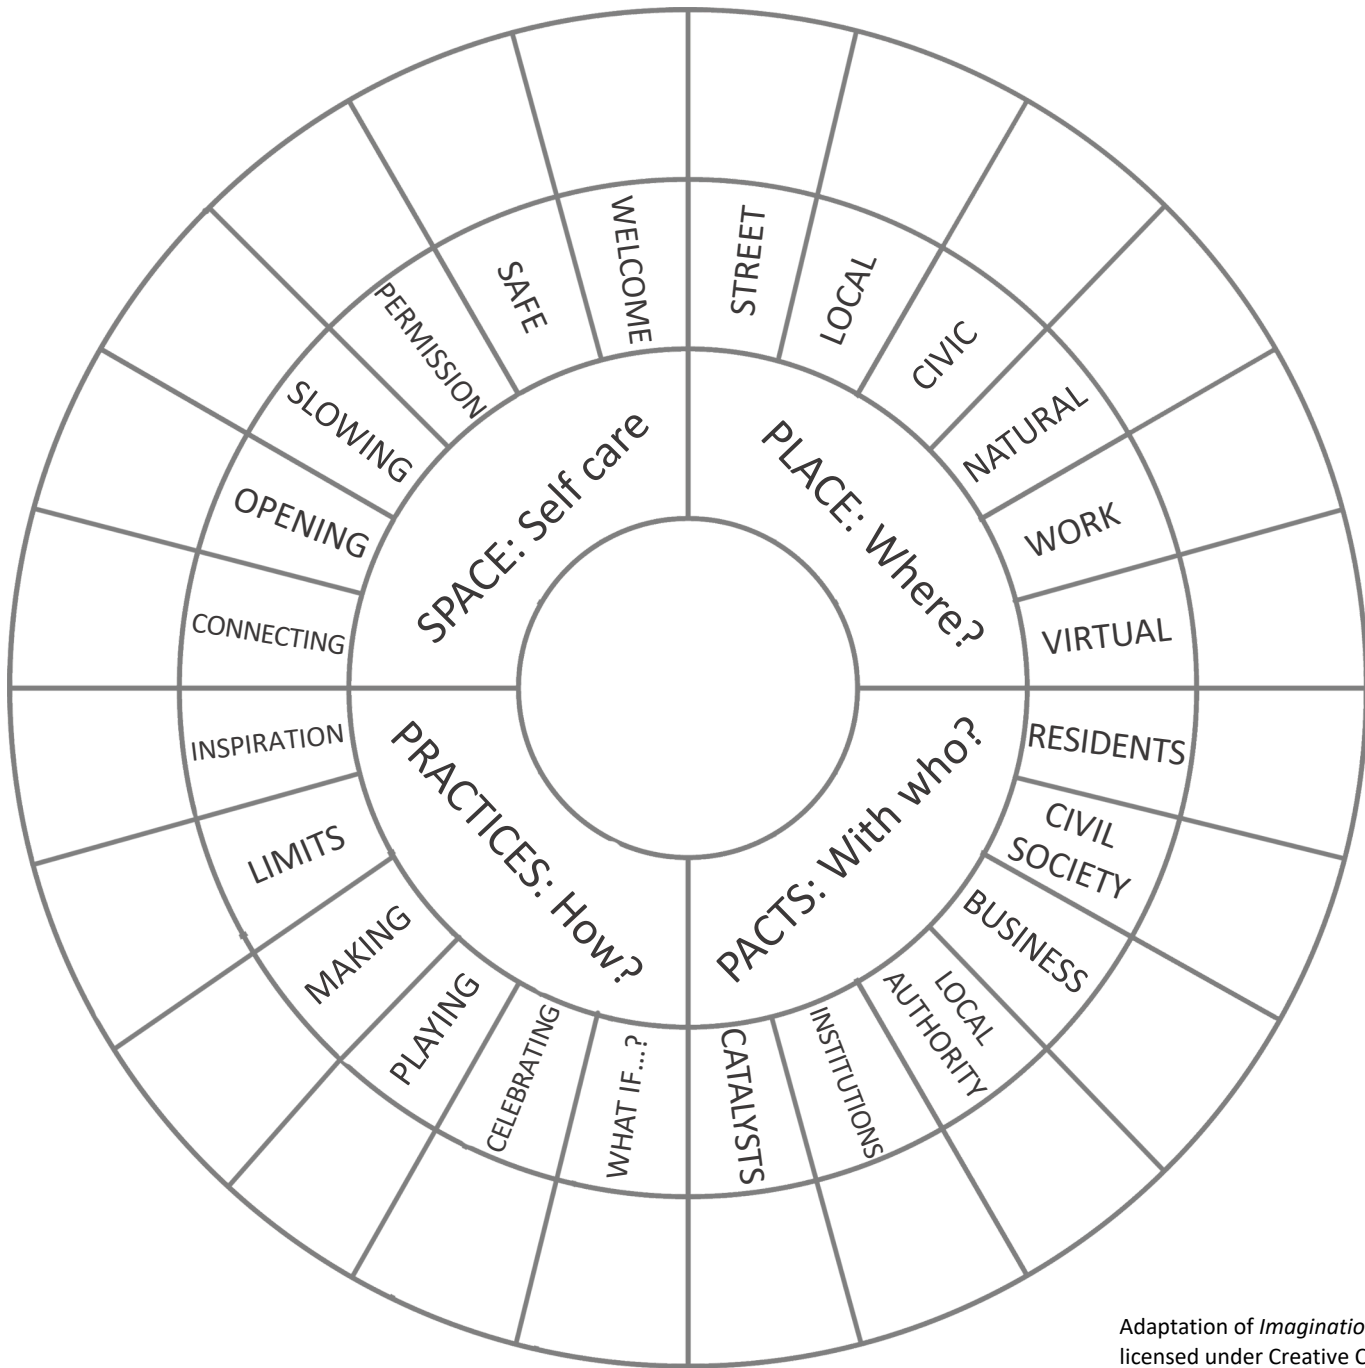 WELCOME
STREET
SAFE
LOCAL
PERMISSION
CIVIC
SLOWING
NATURAL
OPENING
WORK
CONNECTING
VIRTUAL
SPACE: Self care
PLACE: Where?
PRACTICES: How?
PACTS: With who?
INSPIRATION
RESIDENTS
LIMITS
CIVIL
SOCIETY
MAKING
BUSINESS
PLAYING
LOCAL
AUTHORITY
CELEBRATING
INSTITUTIONS
WHAT IF...?
CATALYSTS
Adaptation of
licensed under Creative